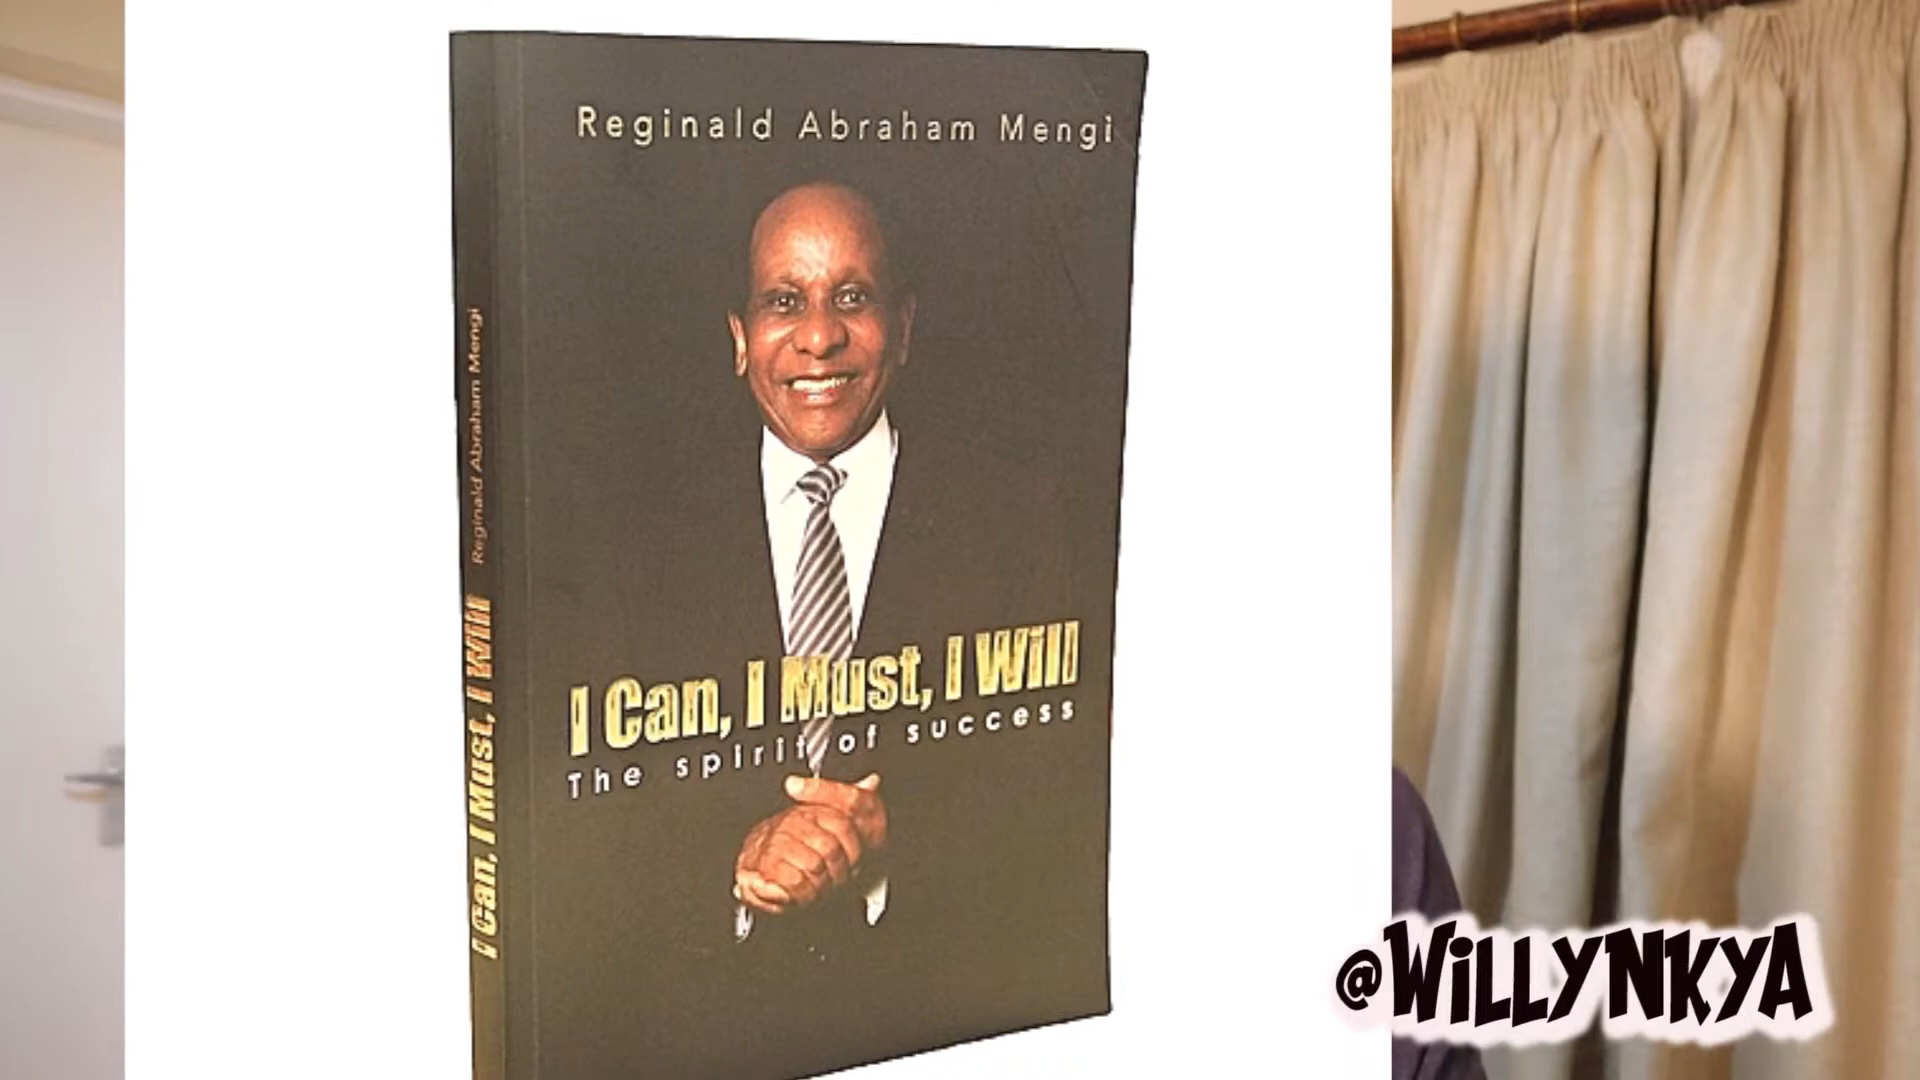 Reginald Abraham Mengi
I Can, I Must, I Will
The spirit of success
I Can, I Must, I Will Reginald Abraham Mengi
@WiLLYNKYA